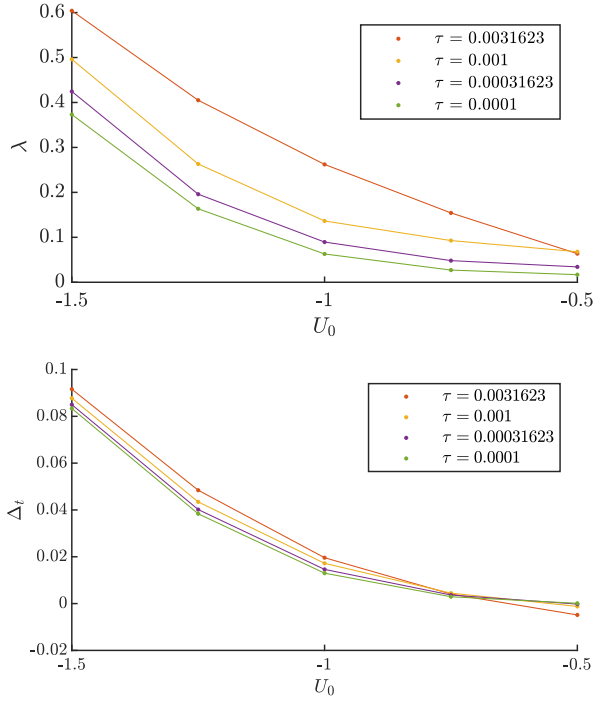 0.6
0.5
0.4
0.3
0.2
0.1
0
λ
-1.5
-1
-0.5
U₀
τ = 0.0031623
τ = 0.001
τ = 0.00031623
τ = 0.0001
0.1
0.08
0.06
0.04
0.02
0
-0.02
Δₜ
-1.5
-1
-0.5
U₀
τ = 0.0031623
τ = 0.001
τ = 0.00031623
τ = 0.0001